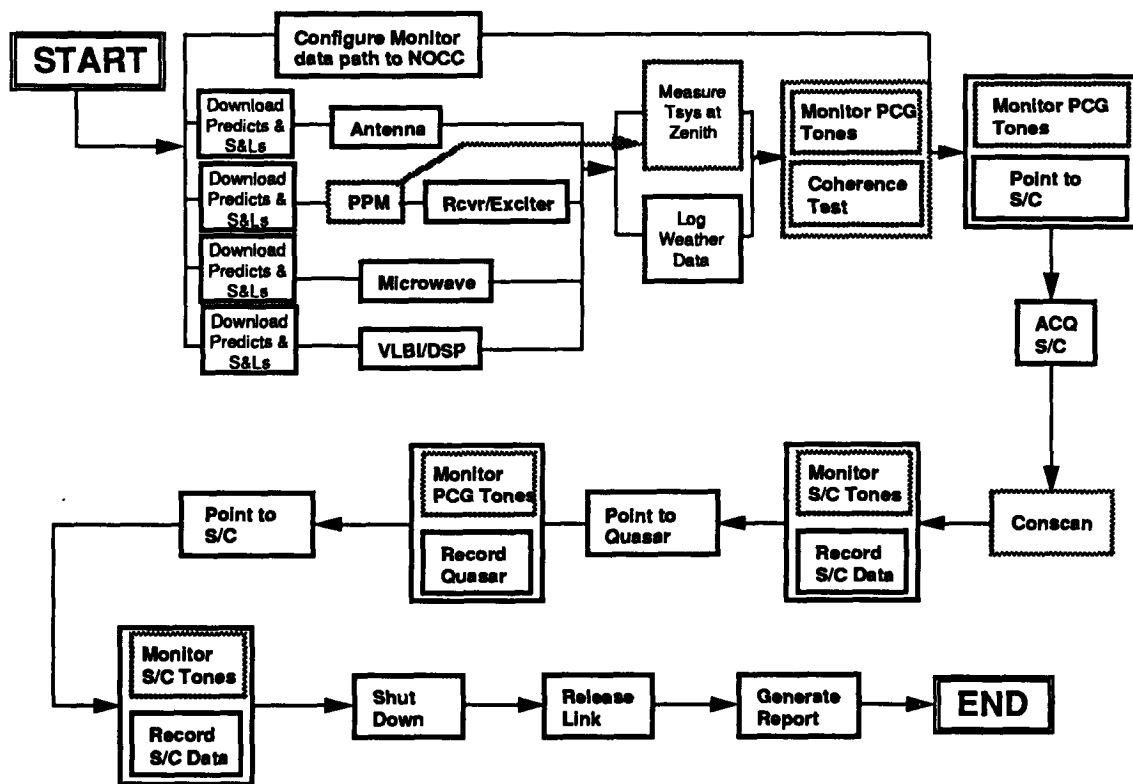 START
Configure Monitor
data path to NOCC
Download
Predicts &
S&Ls
Antenna
Download
Predicts &
S&Ls
PPM
Rcvr/Exciter
Download
Predicts &
S&Ls
Microwave
Download
Predicts &
S&Ls
VLBI/DSP
Measure
Tsys at
Zenith
Log
Weather
Data
Monitor PCG
Tones
Coherence
Test
Monitor PCG
Tones
Point to
S/C
ACQ
S/C
Conscan
Monitor
S/C Tones
Record
S/C Data
Point to
Quasar
Monitor
PCG Tones
Record
Quasar
Point to
S/C
Monitor
S/C Tones
Record
S/C Data
Shut
Down
Release
Link
Generate
Report
END